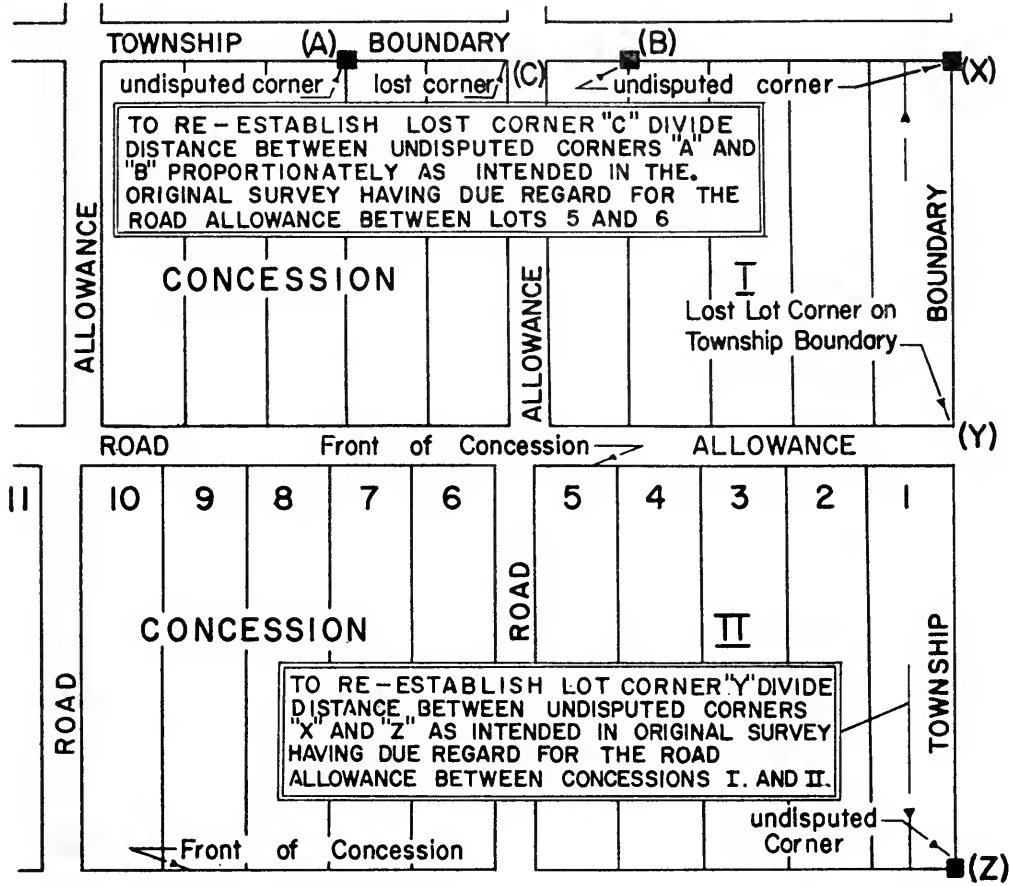 TOWNSHIP (A) BOUNDARY (B)
undisputed corner lost corner (C) undisputed corner (X)
TO RE-ESTABLISH LOST CORNER "C" DIVIDE
DISTANCE BETWEEN UNDISPUTED CORNERS "A" AND
"B" PROPORTIONATELY AS INTENDED IN THE.
ORIGINAL SURVEY HAVING DUE REGARD FOR THE
ROAD ALLOWANCE BETWEEN LOTS 5 AND 6
ALLOWANCE
CONCESSION
ALLOWANCE
I
BOUNDARY
Lost Lot Corner on
Township Boundary
(Y)
ROAD Front of Concession ALLOWANCE
11 10 9 8 7 6 5 4 3 2 1
ROAD
CONCESSION
ROAD
II
TOWNSHIP
TO RE-ESTABLISH LOT CORNER "Y" DIVIDE
DISTANCE BETWEEN UNDISPUTED CORNERS
"X" AND "Z" AS INTENDED IN ORIGINAL SURVEY
HAVING DUE REGARD FOR THE ROAD
ALLOWANCE BETWEEN CONCESSIONS I. AND II.
undisputed
Corner
Front of Concession
(Z)